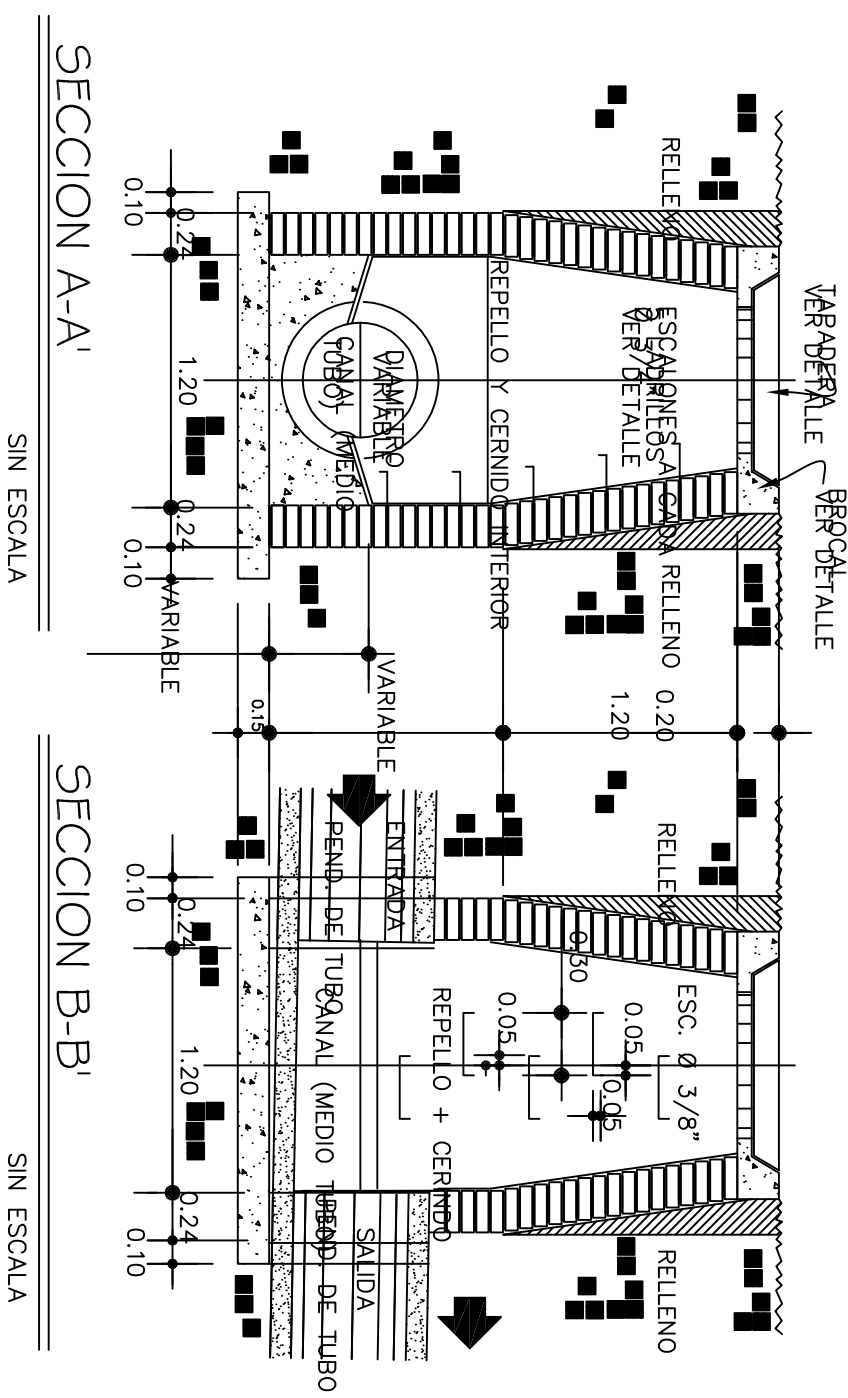 TAPADERA
VER DETALLE
BROCAL
VER DETALLE
RELLENO
ESCALONES A CADA
VER DETALLE
RELLENO
REPELLO Y CERNIDO INTERIOR
DIAMETRO
VARIABLE
CANAL (MEDIO
TUBO)
0.10
0.24
1.20
0.24
0.10
VARIABLE
VARIABLE
0.20
1.20
0.15
SECCION A-A'
SIN ESCALA
RELLENO
ESC. Ø 3/8"
0.30
0.05
0.05
0.05
REPELLO + CERINDO
RELLENO
ENTRADA
PEND. DE TUBO
CANAL (MEDIO TUBO)
SALIDA
PEND. DE TUBO
0.10
0.24
1.20
0.24
0.10
SECCION B-B'
SIN ESCALA